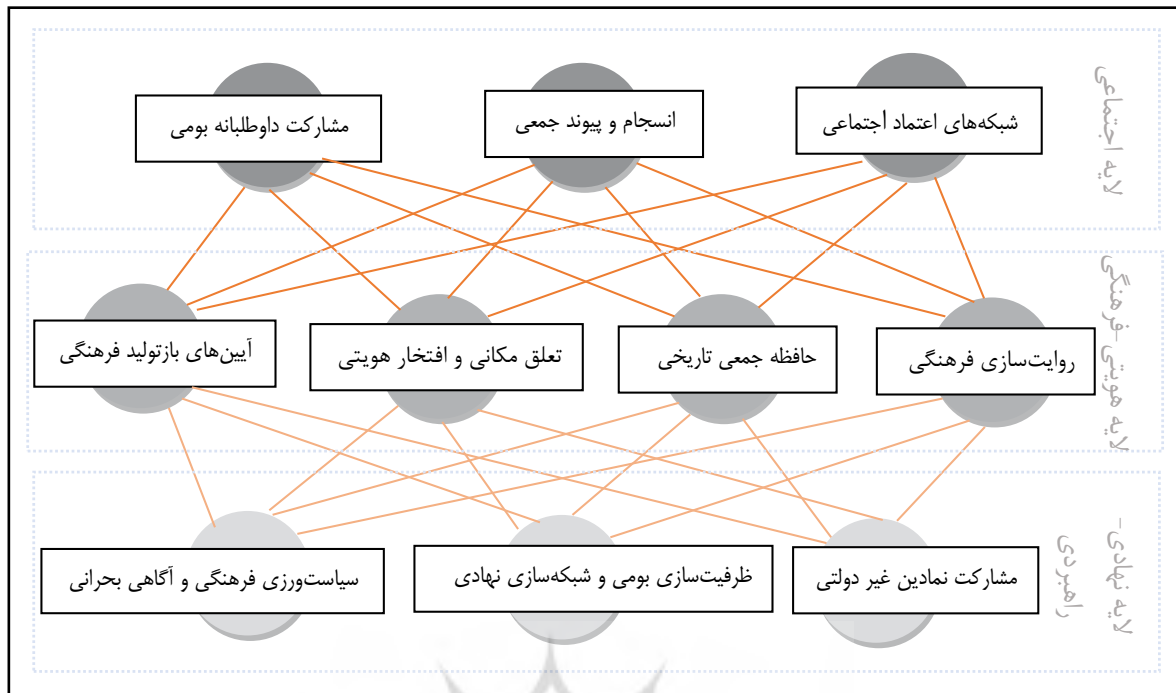 لایه اجتماعی
شبکه‌های اعتماد اجتماعی
انسجام و پیوند جمعی
مشارکت داوطلبانه بومی
لایه هویتی -فرهنگی
روایت‌سازی فرهنگی
حافظه جمعی تاریخی
تعلق مکانی و افتخار هویتی
آیین‌های بازتولید فرهنگی
لایه نهادی-
راهبردی
مشارکت نمادین غیر دولتی
ظرفیت‌سازی بومی و شبکه‌سازی نهادی
سیاست‌ورزی فرهنگی و آگاهی بحرانی